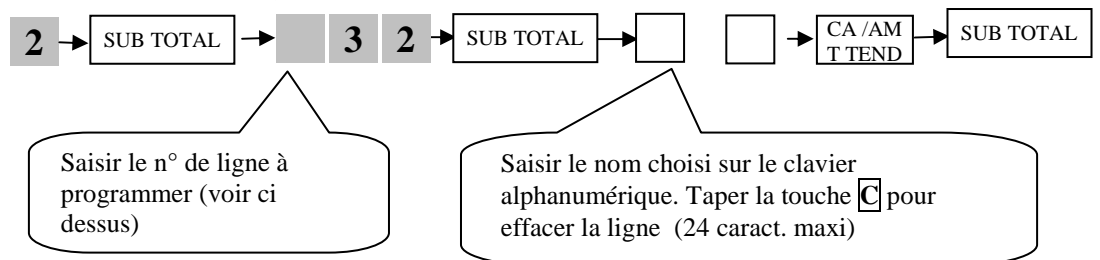 2 SUB TOTAL 3 2 SUB TOTAL CA /AM SUB TOTAL
T TEND
Saisir le n° de ligne à
programmer (voir ci
dessus)
Saisir le nom choisi sur le clavier
alphanumérique. Taper la touche C pour
effacer la ligne (24 caract. maxi)